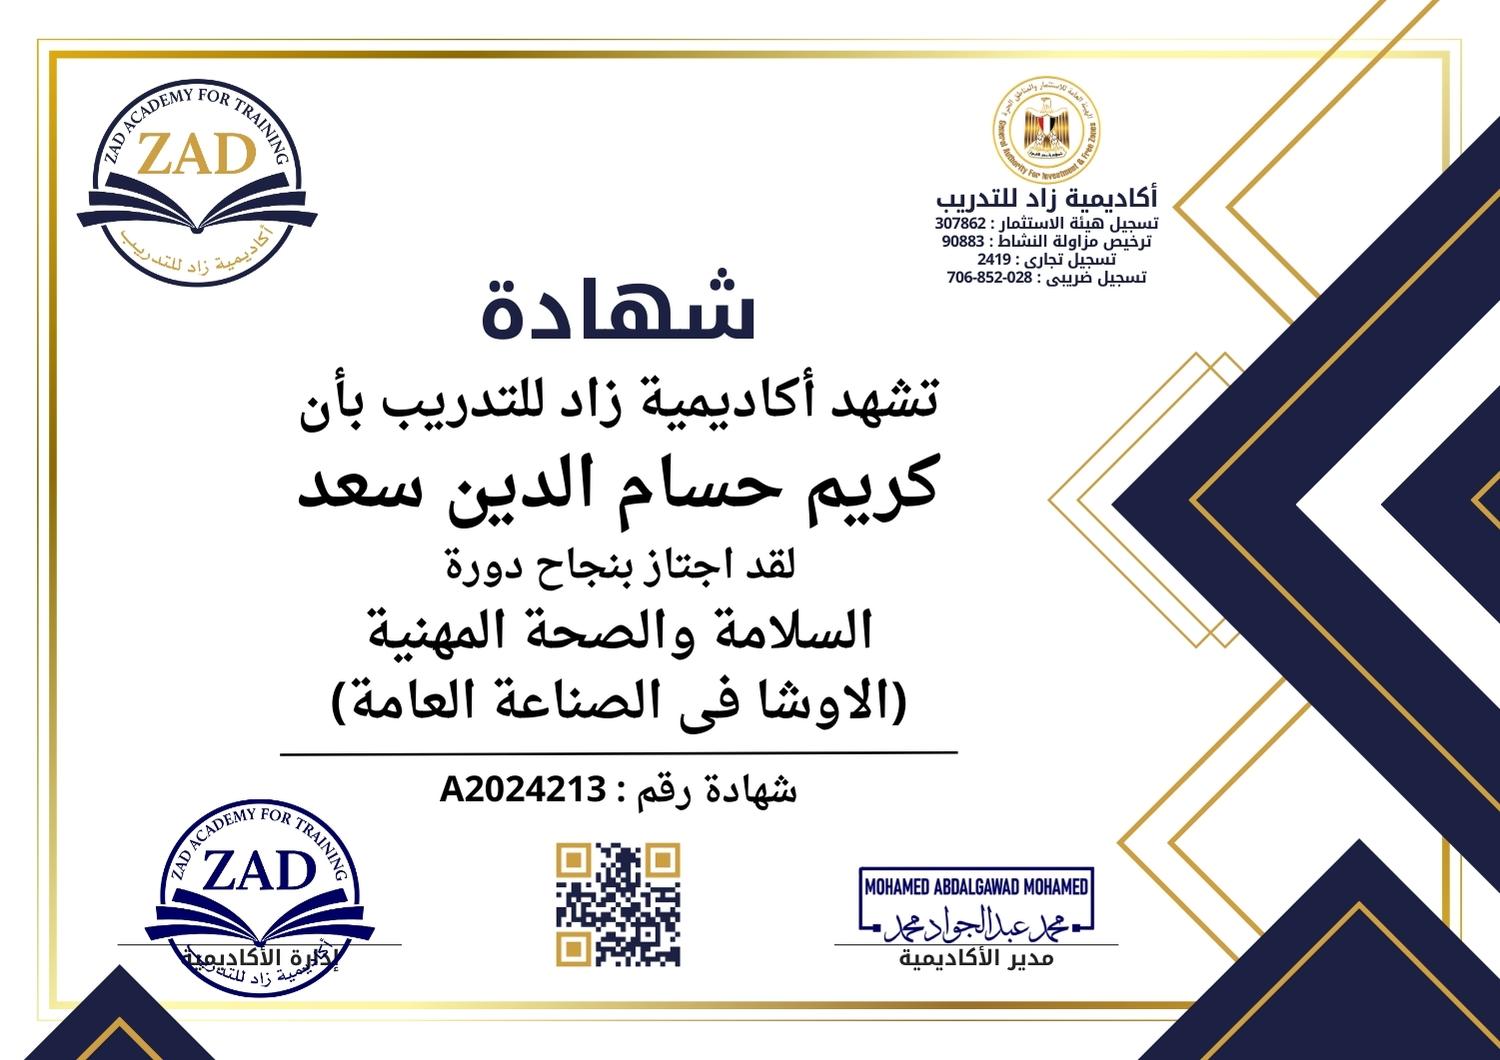 ZAD ACADEMY FOR TRAINING
ZAD
أكاديمية زاد للتدريب
الهيئة العامة للاستثمار والمناطق الحرة
General Authority For Investment & Free Zones
أكاديمية زاد للتدريب
تسجيل هيئة الاستثمار : 307862
ترخيص مزاولة النشاط : 90883
تسجيل تجارى : 2419
تسجيل ضريبى : 028-852-706
شهادة
تشهد أكاديمية زاد للتدريب بأن
كريم حسام الدين سعد
لقد اجتاز بنجاح دورة
السلامة والصحة المهنية
(الاوشا فى الصناعة العامة)
شهادة رقم : A2024213
MOHAMED ABDALGAWAD MOHAMED
محمد عبدالجواد محمد
مدير الأكاديمية
ZAD ACADEMY FOR TRAINING
ZAD
أكاديمية زاد للتدريب
إدارة الأكاديمية